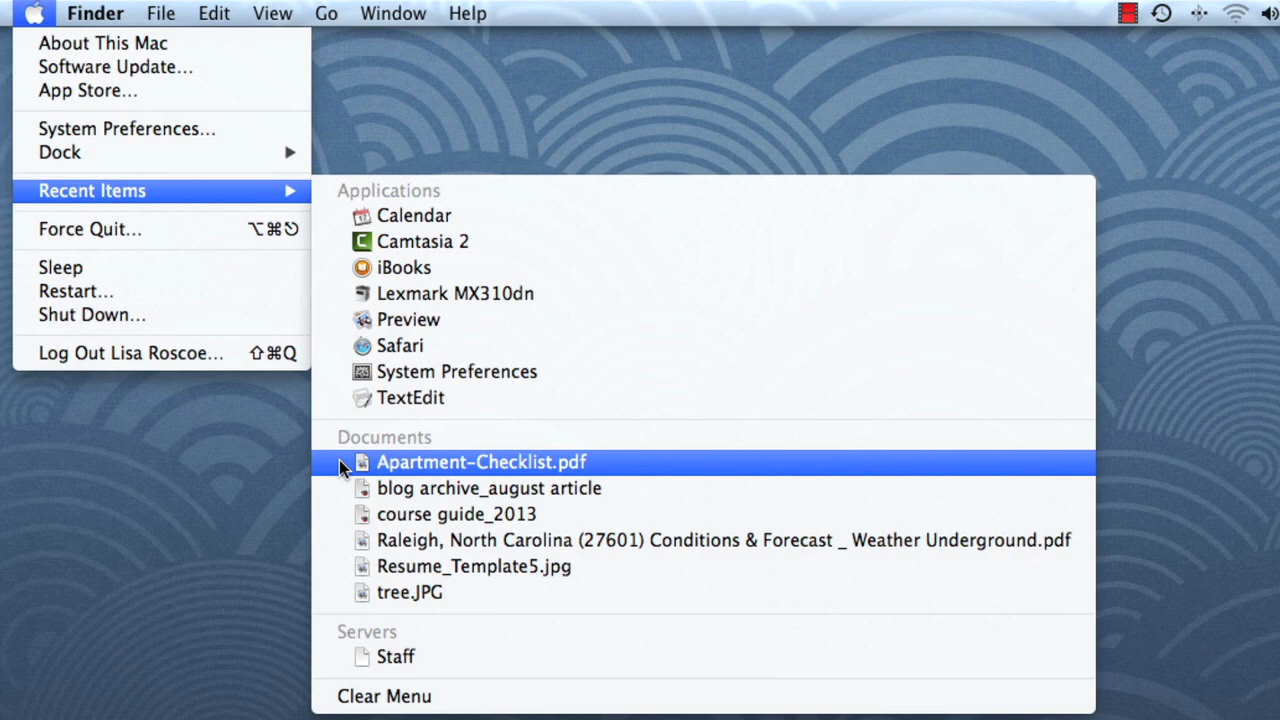 Finder File Edit View Go Window Help
About This Mac
Software Update...
App Store...
System Preferences...
Dock
Recent Items
Force Quit... ⌥⌘⎋
Sleep
Restart...
Shut Down...
Log Out Lisa Roscoe... ⇧⌘Q
Applications
Calendar
Camtasia 2
iBooks
Lexmark MX310dn
Preview
Safari
System Preferences
TextEdit
Documents
Apartment-Checklist.pdf
blog archive_august article
course guide_2013
Raleigh, North Carolina (27601) Conditions & Forecast _ Weather Underground.pdf
Resume_Template5.jpg
tree.JPG
Servers
Staff
Clear Menu